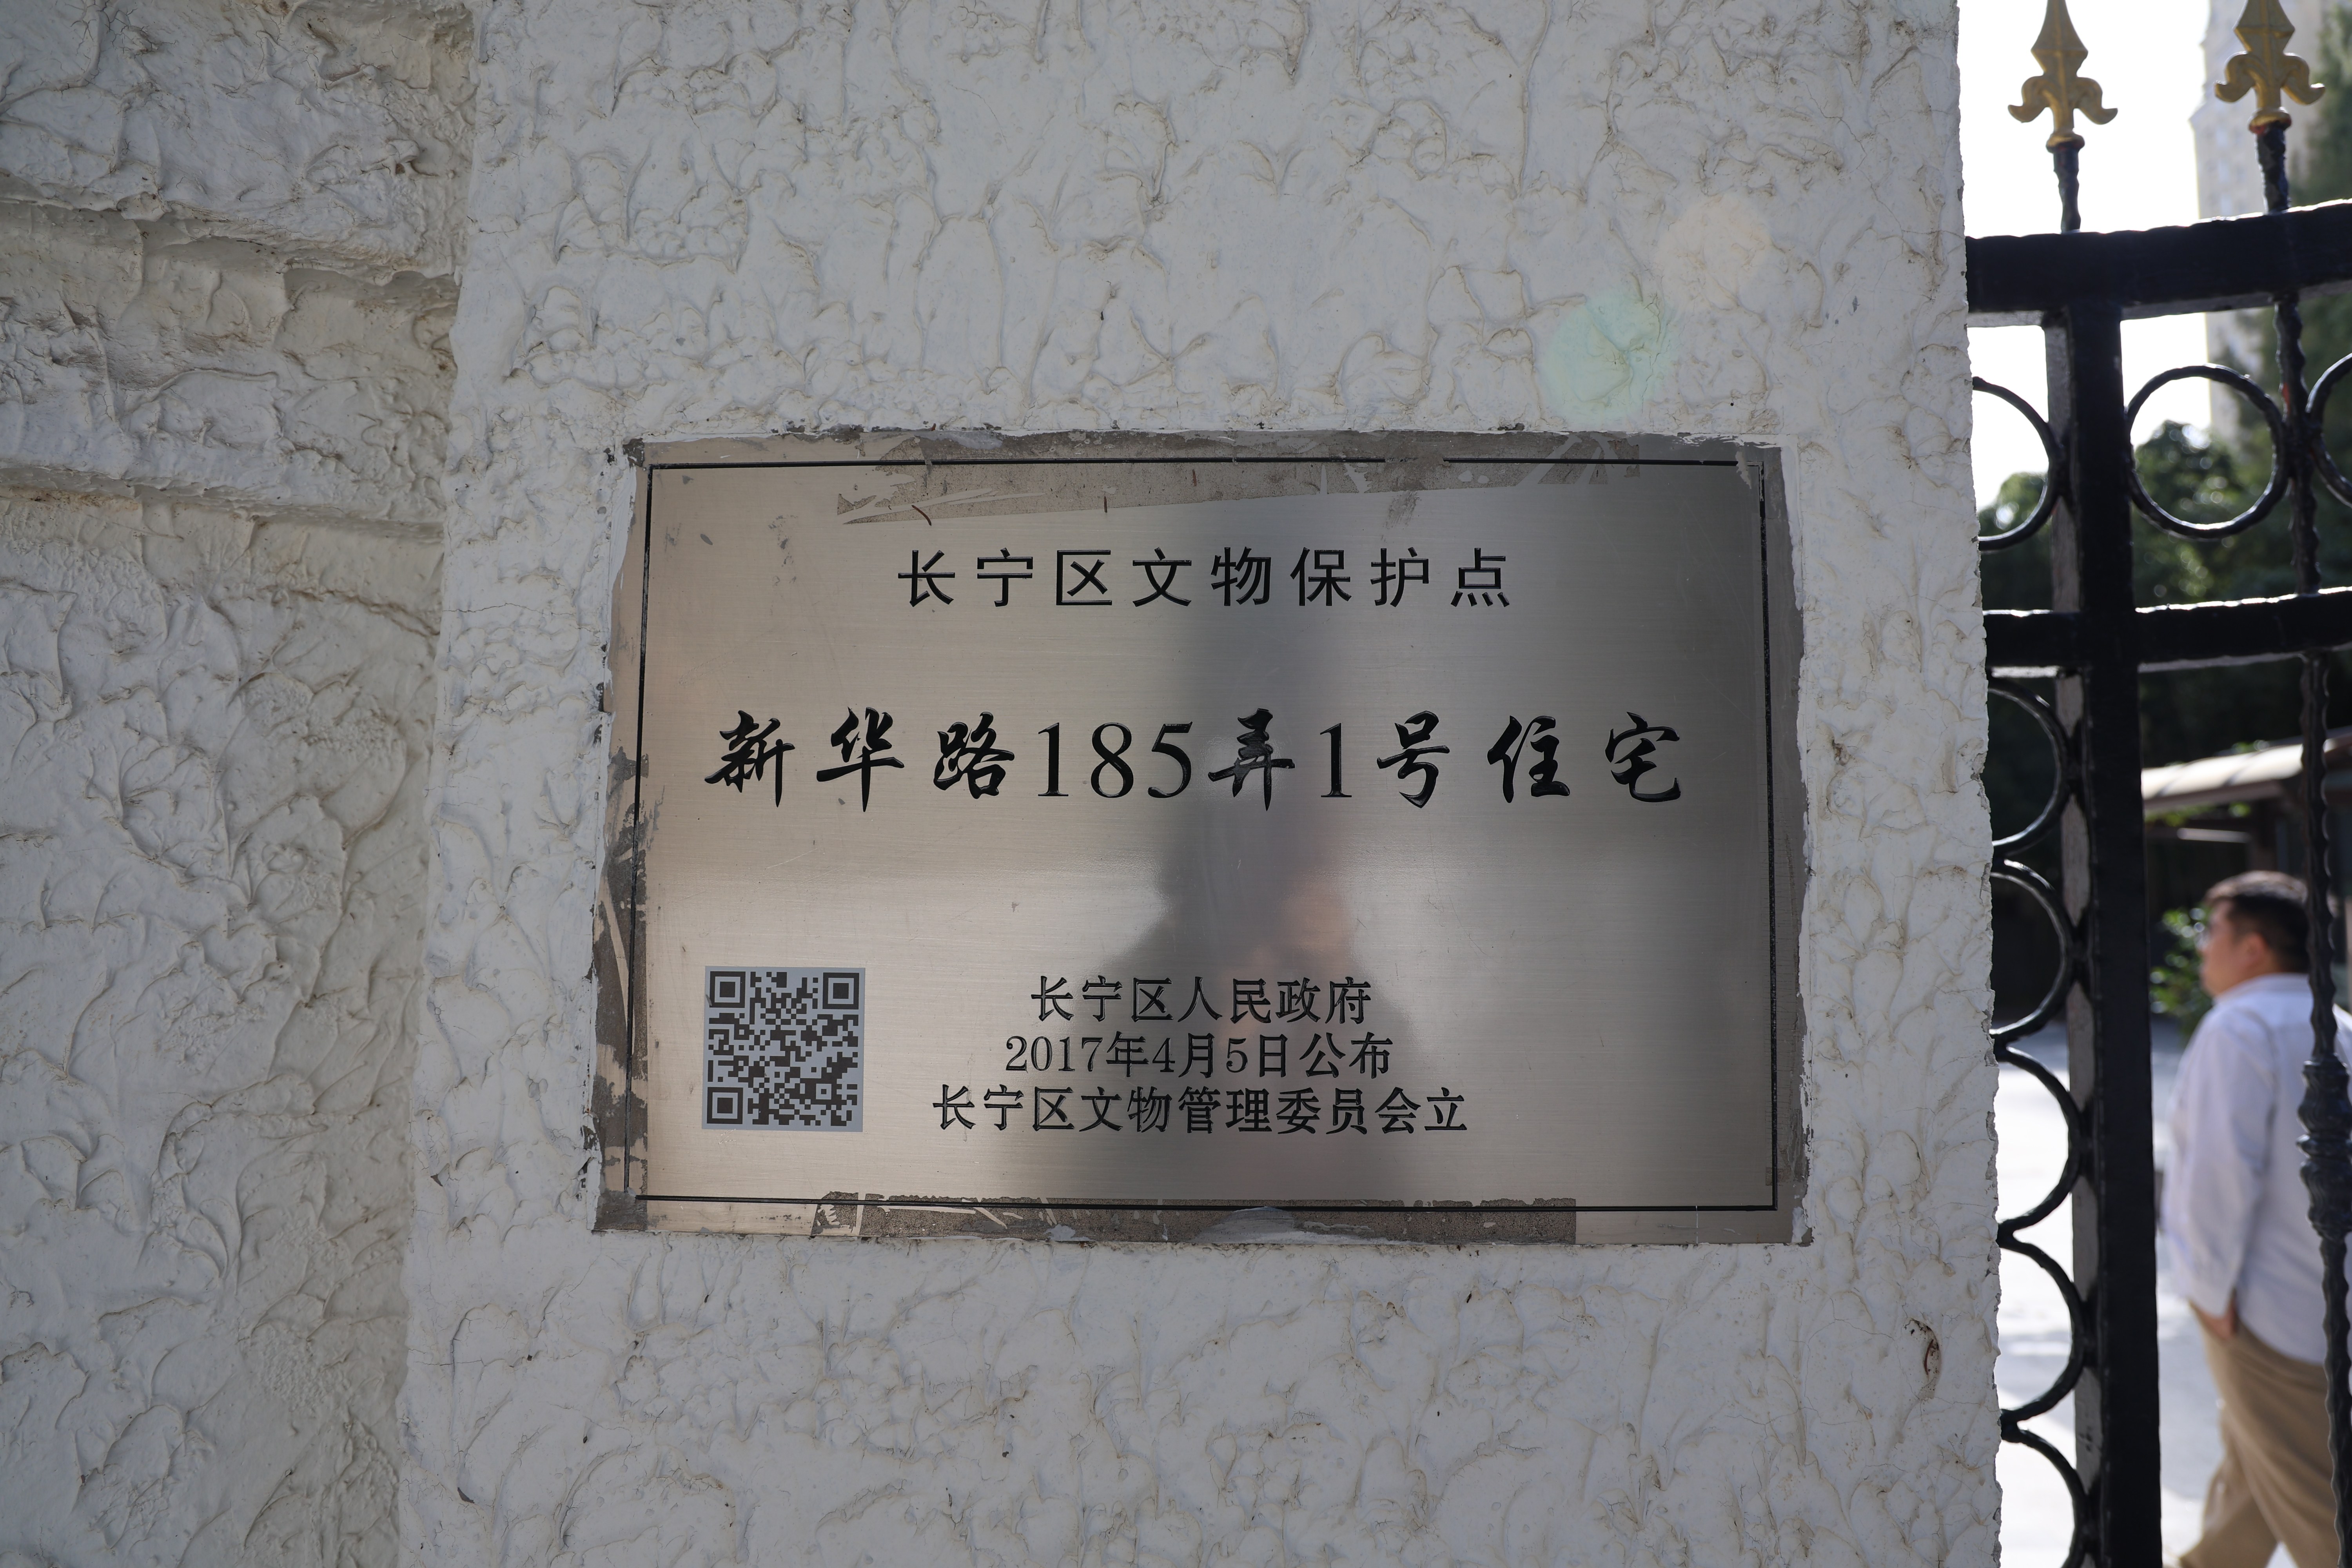 长宁区文物保护点
新华路185弄1号住宅
长宁区人民政府
2017年4月5日公布
长宁区文物管理委员会立